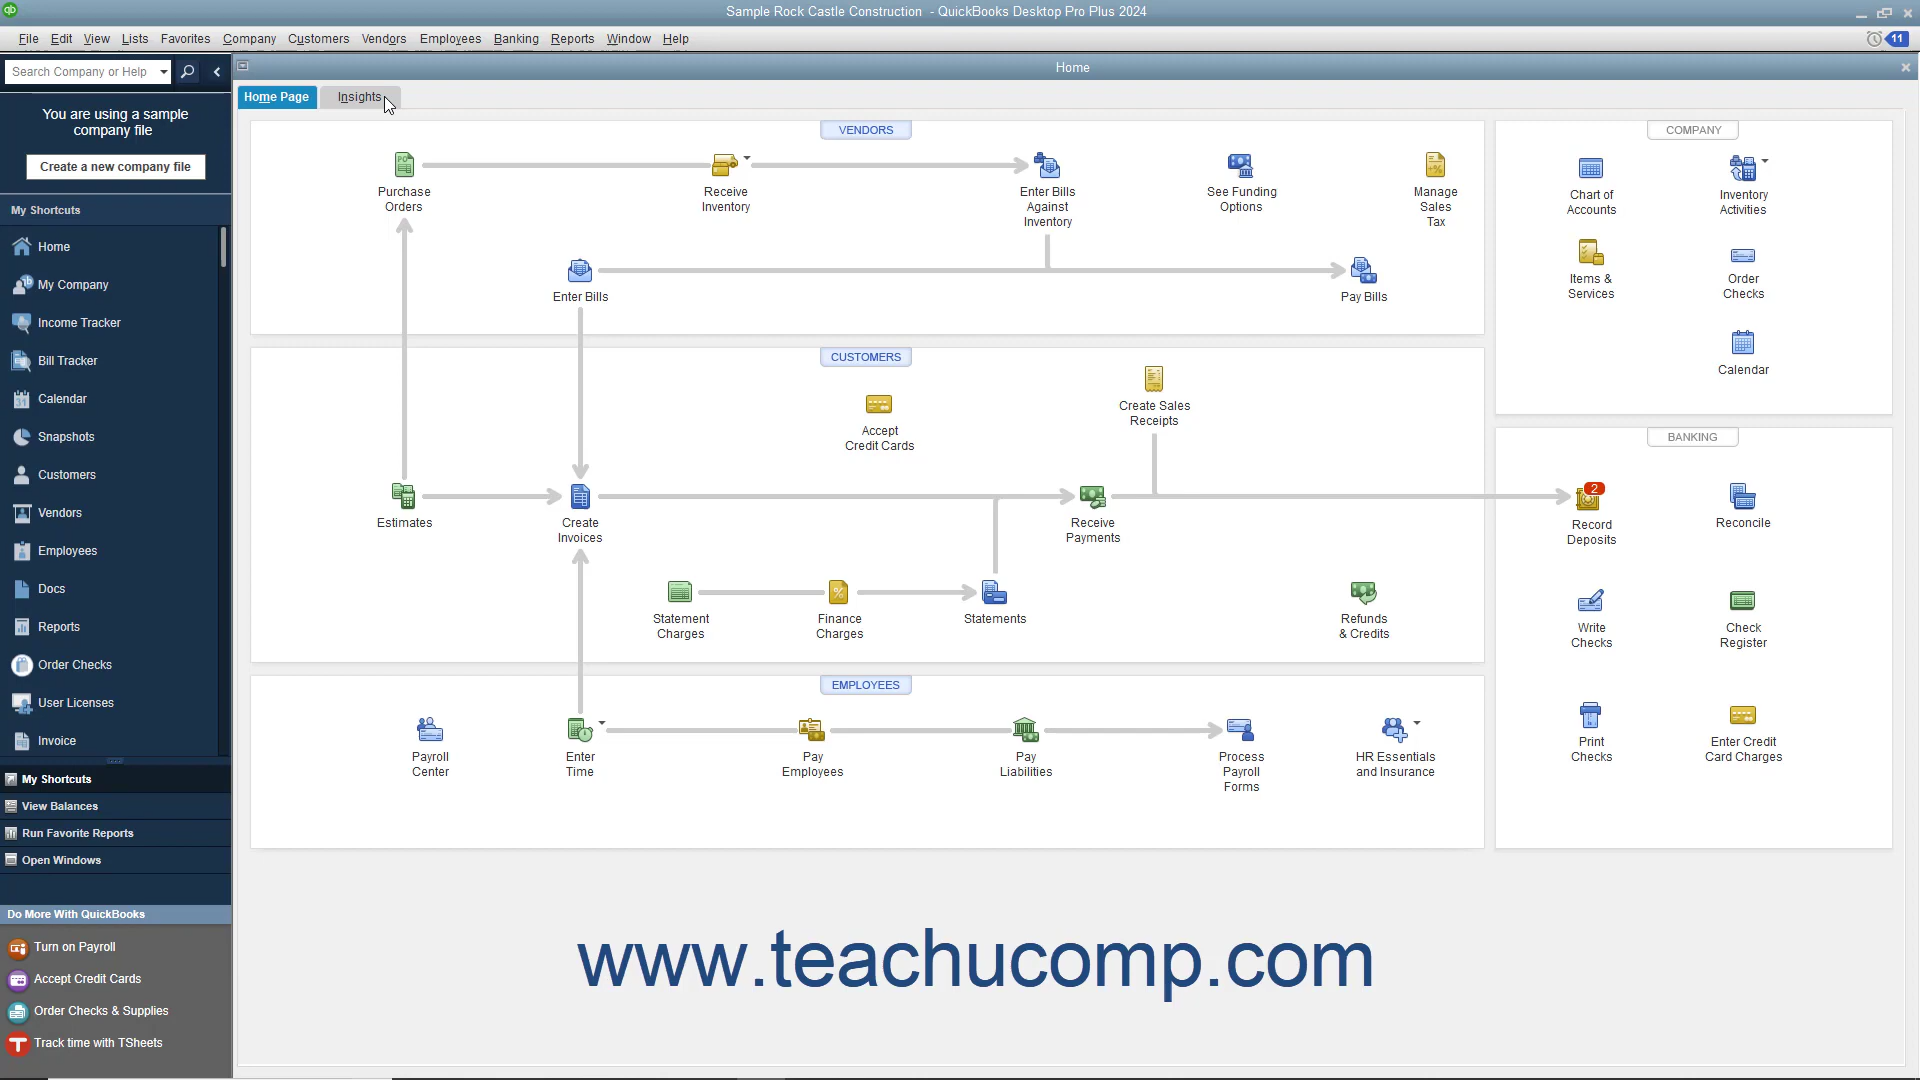 Sample Rock Castle Construction - QuickBooks Desktop Pro Plus 2024
File Edit View Lists Favorites Company Customers Vendors Employees Banking Reports Window Help
11
Search Company or Help
Home
Home Page
Insights
You are using a sample
company file
Create a new company file
My Shortcuts
Home
My Company
Income Tracker
Bill Tracker
Calendar
Snapshots
Customers
Vendors
Employees
Docs
Reports
Order Checks
User Licenses
Invoice
My Shortcuts
View Balances
Run Favorite Reports
Open Windows
Do More With QuickBooks
Turn on Payroll
Accept Credit Cards
Order Checks & Supplies
Track time with TSheets
VENDORS
Purchase
Orders
Receive
Inventory
Enter Bills
Against
Inventory
See Funding
Options
Manage
Sales
Tax
Enter Bills
Pay Bills
CUSTOMERS
Accept
Credit Cards
Create Sales
Receipts
Estimates
Create
Invoices
Receive
Payments
Statement
Charges
Finance
Charges
Statements
Refunds
& Credits
EMPLOYEES
Payroll
Center
Enter
Time
Pay
Employees
Pay
Liabilities
Process
Payroll
Forms
HR Essentials
and Insurance
COMPANY
Chart of
Accounts
Inventory
Activities
Items &
Services
Order
Checks
Calendar
BANKING
2
Record
Deposits
Reconcile
Write
Checks
Check
Register
Print
Checks
Enter Credit
Card Charges
www.teachucomp.com